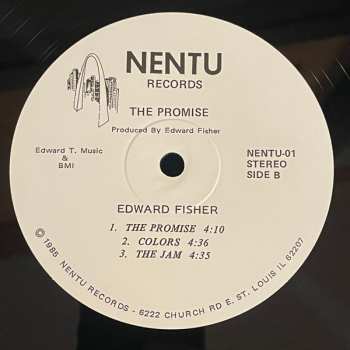 NENTU
RECORDS
THE PROMISE
Produced By Edward Fisher
Edward T. Music
&
BMI
NENTU-01
STEREO
SIDE B
EDWARD FISHER
1. THE PROMISE 4:10
2. COLORS 4:36
3. THE JAM 4:35
© 1985 NENTU RECORDS - 6222 CHURCH RD E. ST. LOUIS IL 62207